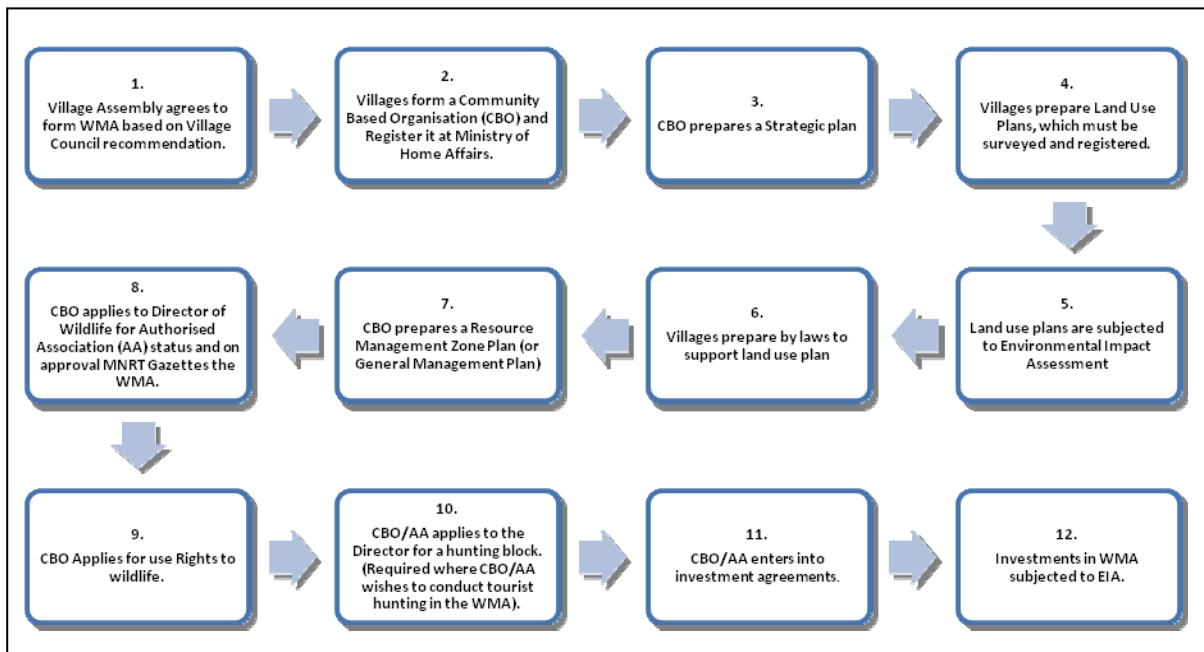 1.
Village Assembly agrees to
form WMA based on Village
Council recommendation.
2.
Villages form a Community
Based Organisation (CBO) and
Register it at Ministry of
Home Affairs.
3.
CBO prepares a Strategic plan
4.
Villages prepare Land Use
Plans, which must be
surveyed and registered.
5.
Land use plans are subjected
to Environmental Impact
Assessment
6.
Villages prepare by laws to
support land use plan
7.
CBO prepares a Resource
Management Zone Plan (or
General Management Plan)
8.
CBO applies to Director of
Wildlife for Authorised
Association (AA) status and on
approval MNRT Gazettes the
WMA.
9.
CBO Applies for use Rights to
wildlife.
10.
CBO/AA applies to the
Director for a hunting block.
(Required where CBO/AA
wishes to conduct tourist
hunting in the WMA).
11.
CBO/AA enters into
investment agreements.
12.
Investments in WMA
subjected to EIA.